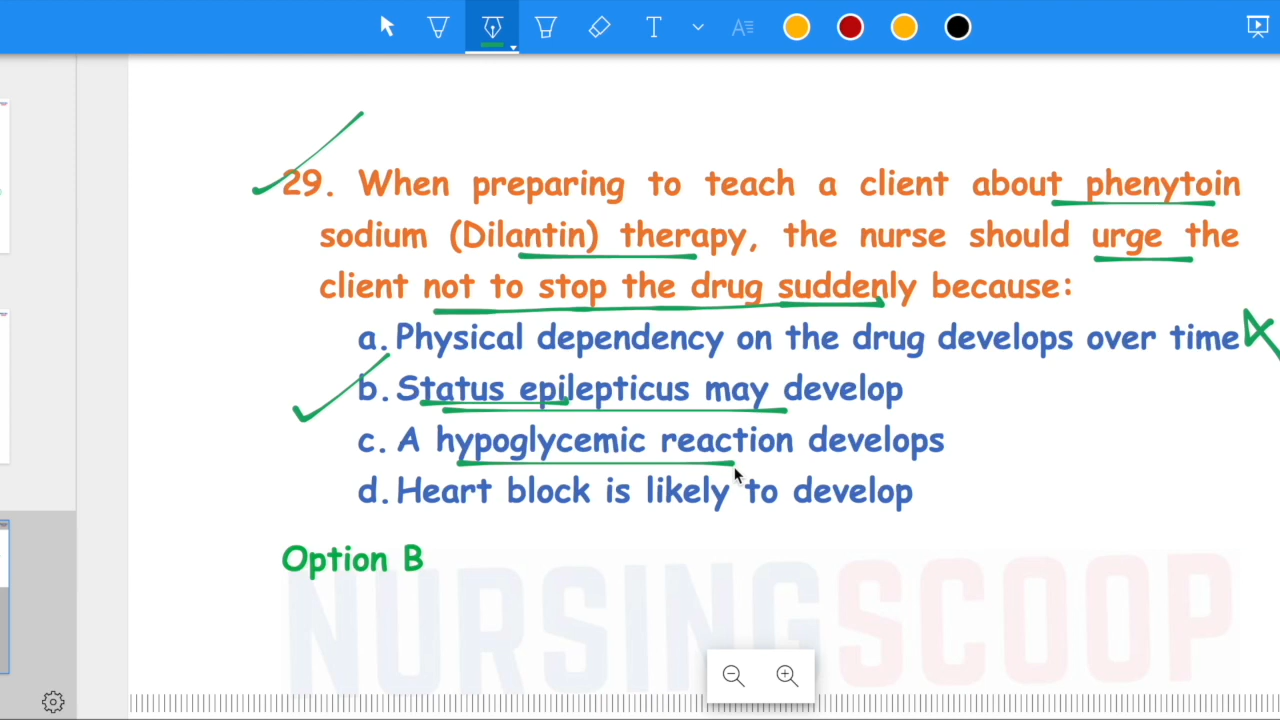 29. When preparing to teach a client about phenytoin
sodium (Dilantin) therapy, the nurse should urge the
client not to stop the drug suddenly because:
a. Physical dependency on the drug develops over time
b. Status epilepticus may develop
c. A hypoglycemic reaction develops
d. Heart block is likely to develop
Option B
NURSINGSCOOP